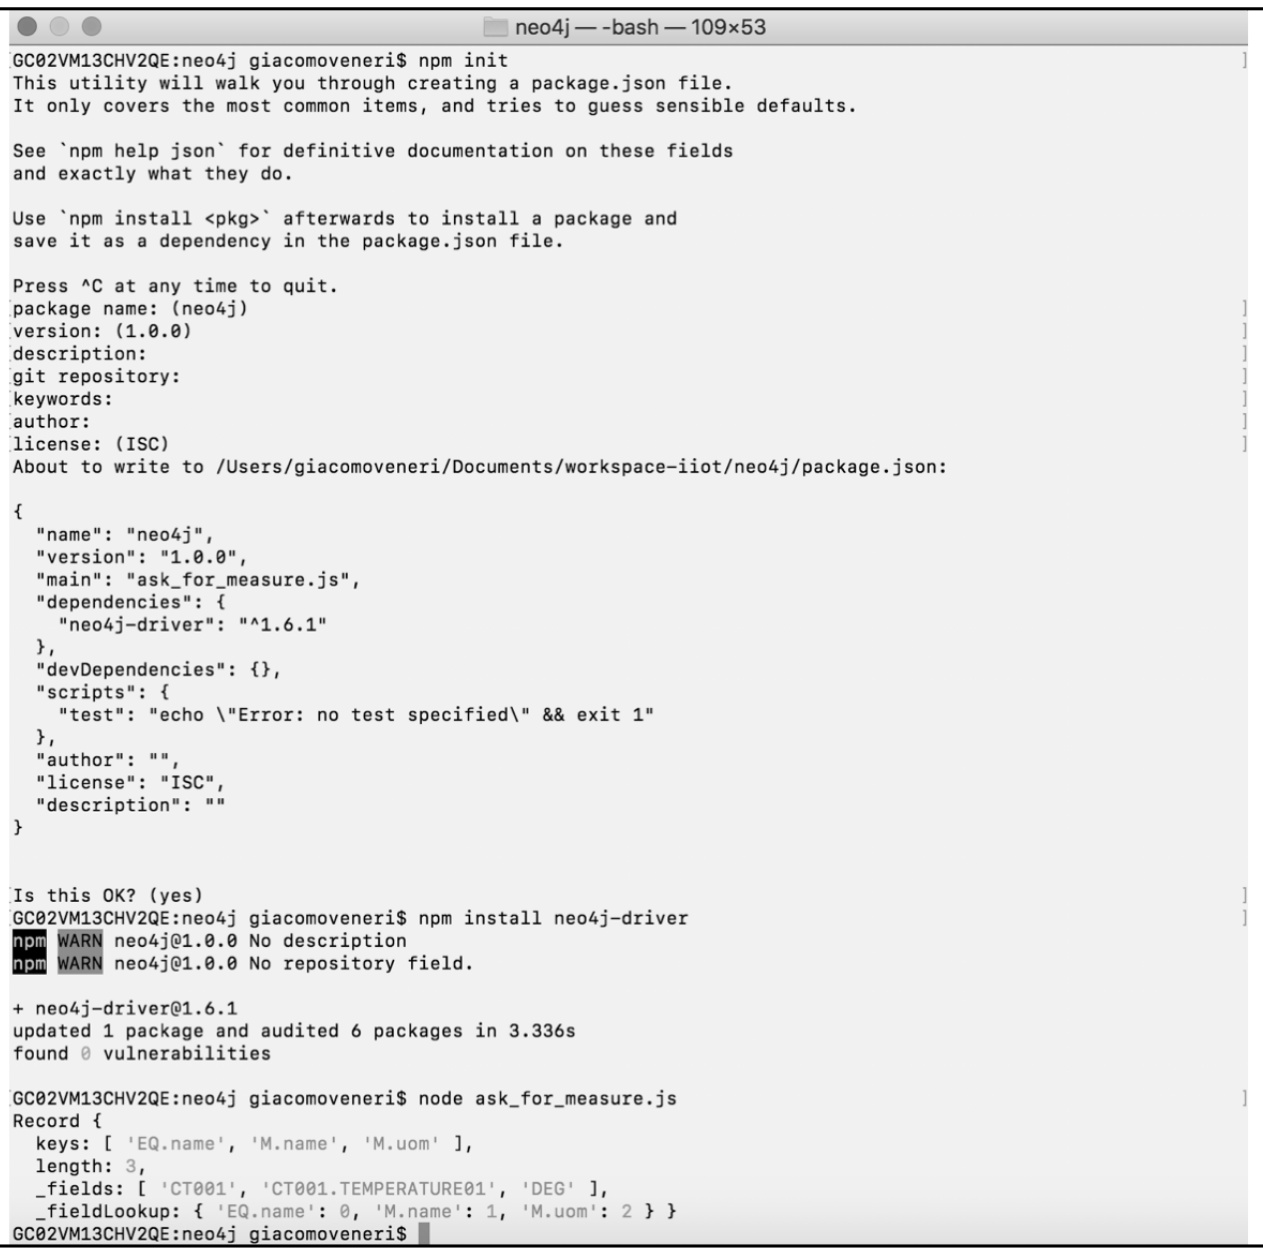 neo4j — -bash — 109×53
GC02VM13CHV2QE:neo4j giacomoveneri$ npm init
This utility will walk you through creating a package.json file.
It only covers the most common items, and tries to guess sensible defaults.
See `npm help json` for definitive documentation on these fields
and exactly what they do.
Use `npm install <pkg>` afterwards to install a package and
save it as a dependency in the package.json file.
Press ^C at any time to quit.
package name: (neo4j)
version: (1.0.0)
description:
git repository:
keywords:
author:
license: (ISC)
About to write to /Users/giacomoveneri/Documents/workspace-iiot/neo4j/package.json:
{
  "name": "neo4j",
  "version": "1.0.0",
  "main": "ask_for_measure.js",
  "dependencies": {
    "neo4j-driver": "^1.6.1"
  },
  "devDependencies": {},
  "scripts": {
    "test": "echo \"Error: no test specified\" && exit 1"
  },
  "author": "",
  "license": "ISC",
  "description": ""
}
Is this OK? (yes)
GC02VM13CHV2QE:neo4j giacomoveneri$ npm install neo4j-driver
npm WARN neo4j@1.0.0 No description
npm WARN neo4j@1.0.0 No repository field.
+ neo4j-driver@1.6.1
updated 1 package and audited 6 packages in 3.336s
found 0 vulnerabilities
GC02VM13CHV2QE:neo4j giacomoveneri$ node ask_for_measure.js
Record {
  keys: [ 'EQ.name', 'M.name', 'M.uom' ],
  length: 3,
  _fields: [ 'CT001', 'CT001.TEMPERATURE01', 'DEG' ],
  _fieldLookup: { 'EQ.name': 0, 'M.name': 1, 'M.uom': 2 } }
GC02VM13CHV2QE:neo4j giacomoveneri$